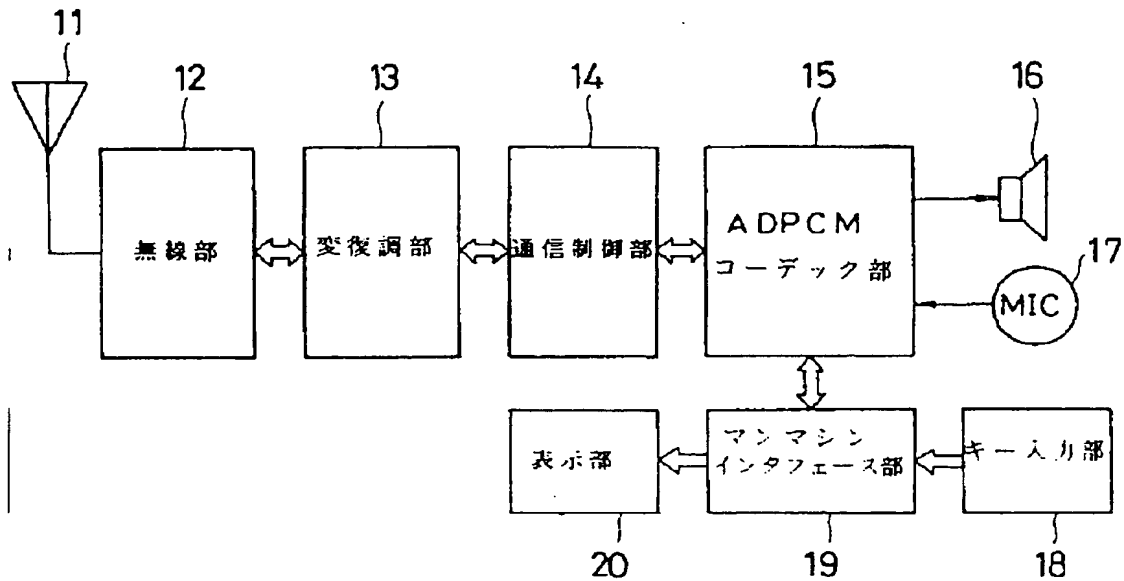 11
12
13
14
15
16
無線部
変復調部
通信制御部
ADPCM
コーデック部
MIC
17
表示部
マンマシン
インタフェース部
キー入力部
20
19
18